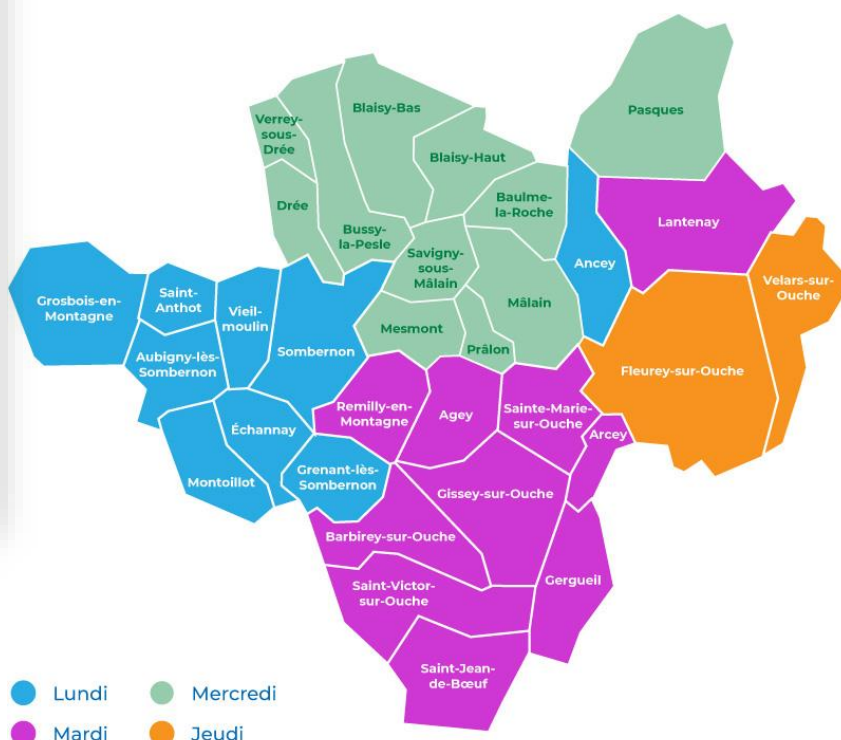 Blaisy-Bas
Pasques
Verrey-
sous-
Drée
Blaisy-Haut
Baulme-
la-Roche
Drée
Lantenay
Bussy-
la-Pesle
Savigny-
sous-
Mâlain
Ancey
Velars-sur-
Ouche
Grosbois-en-
Montagne
Saint-
Anthot
Vieil-
moulin
Mâlain
Mesmont
Sombernon
Prâlon
Aubigny-lès-
Sombernon
Fleurey-sur-Ouche
Remilly-en-
Montagne
Agey
Sainte-Marie-
sur-Ouche
Arcey
Échannay
Grenant-lès-
Sombernon
Montoillot
Gissey-sur-Ouche
Barbirey-sur-Ouche
Gergueil
Saint-Victor-
sur-Ouche
Saint-Jean-
de-Bœuf
Lundi
Mercredi
Mardi
Jeudi